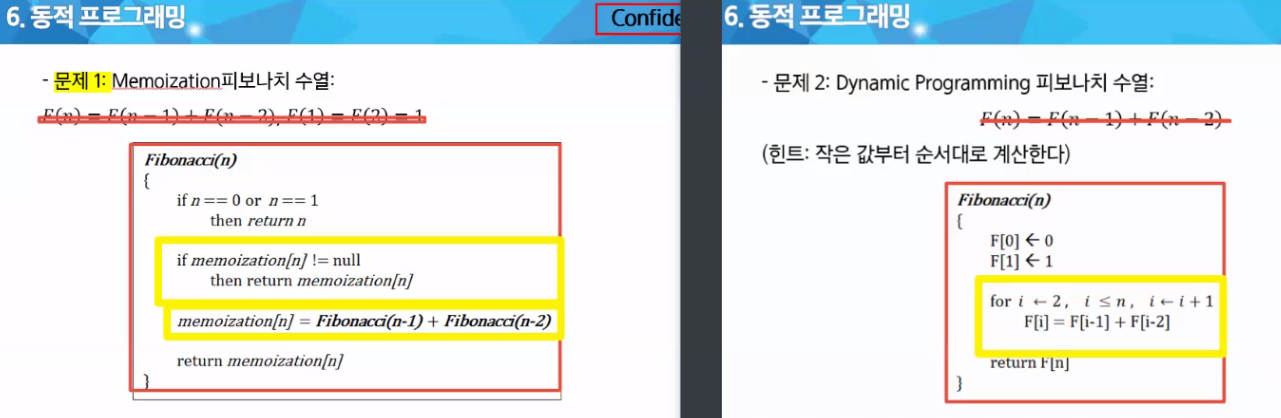 6. 동적 프로그래밍
Confide
- 문제 1: Memoization피보나치 수열:
F(n) = F(n − 1) + F(n − 2), F(1) = F(2) = 1
Fibonacci(n)
{
if n == 0 or n == 1
then return n
if memoization[n] != null
then return memoization[n]
memoization[n] = Fibonacci(n-1) + Fibonacci(n-2)
return memoization[n]
}
6. 동적 프로그래밍
- 문제 2: Dynamic Programming 피보나치 수열:
F(n) = F(n − 1) + F(n − 2)
(힌트: 작은 값부터 순서대로 계산한다)
Fibonacci(n)
{
F[0] ← 0
F[1] ← 1
for i ← 2, i ≤ n, i ← i + 1
F[i] = F[i-1] + F[i-2]
return F[n]
}